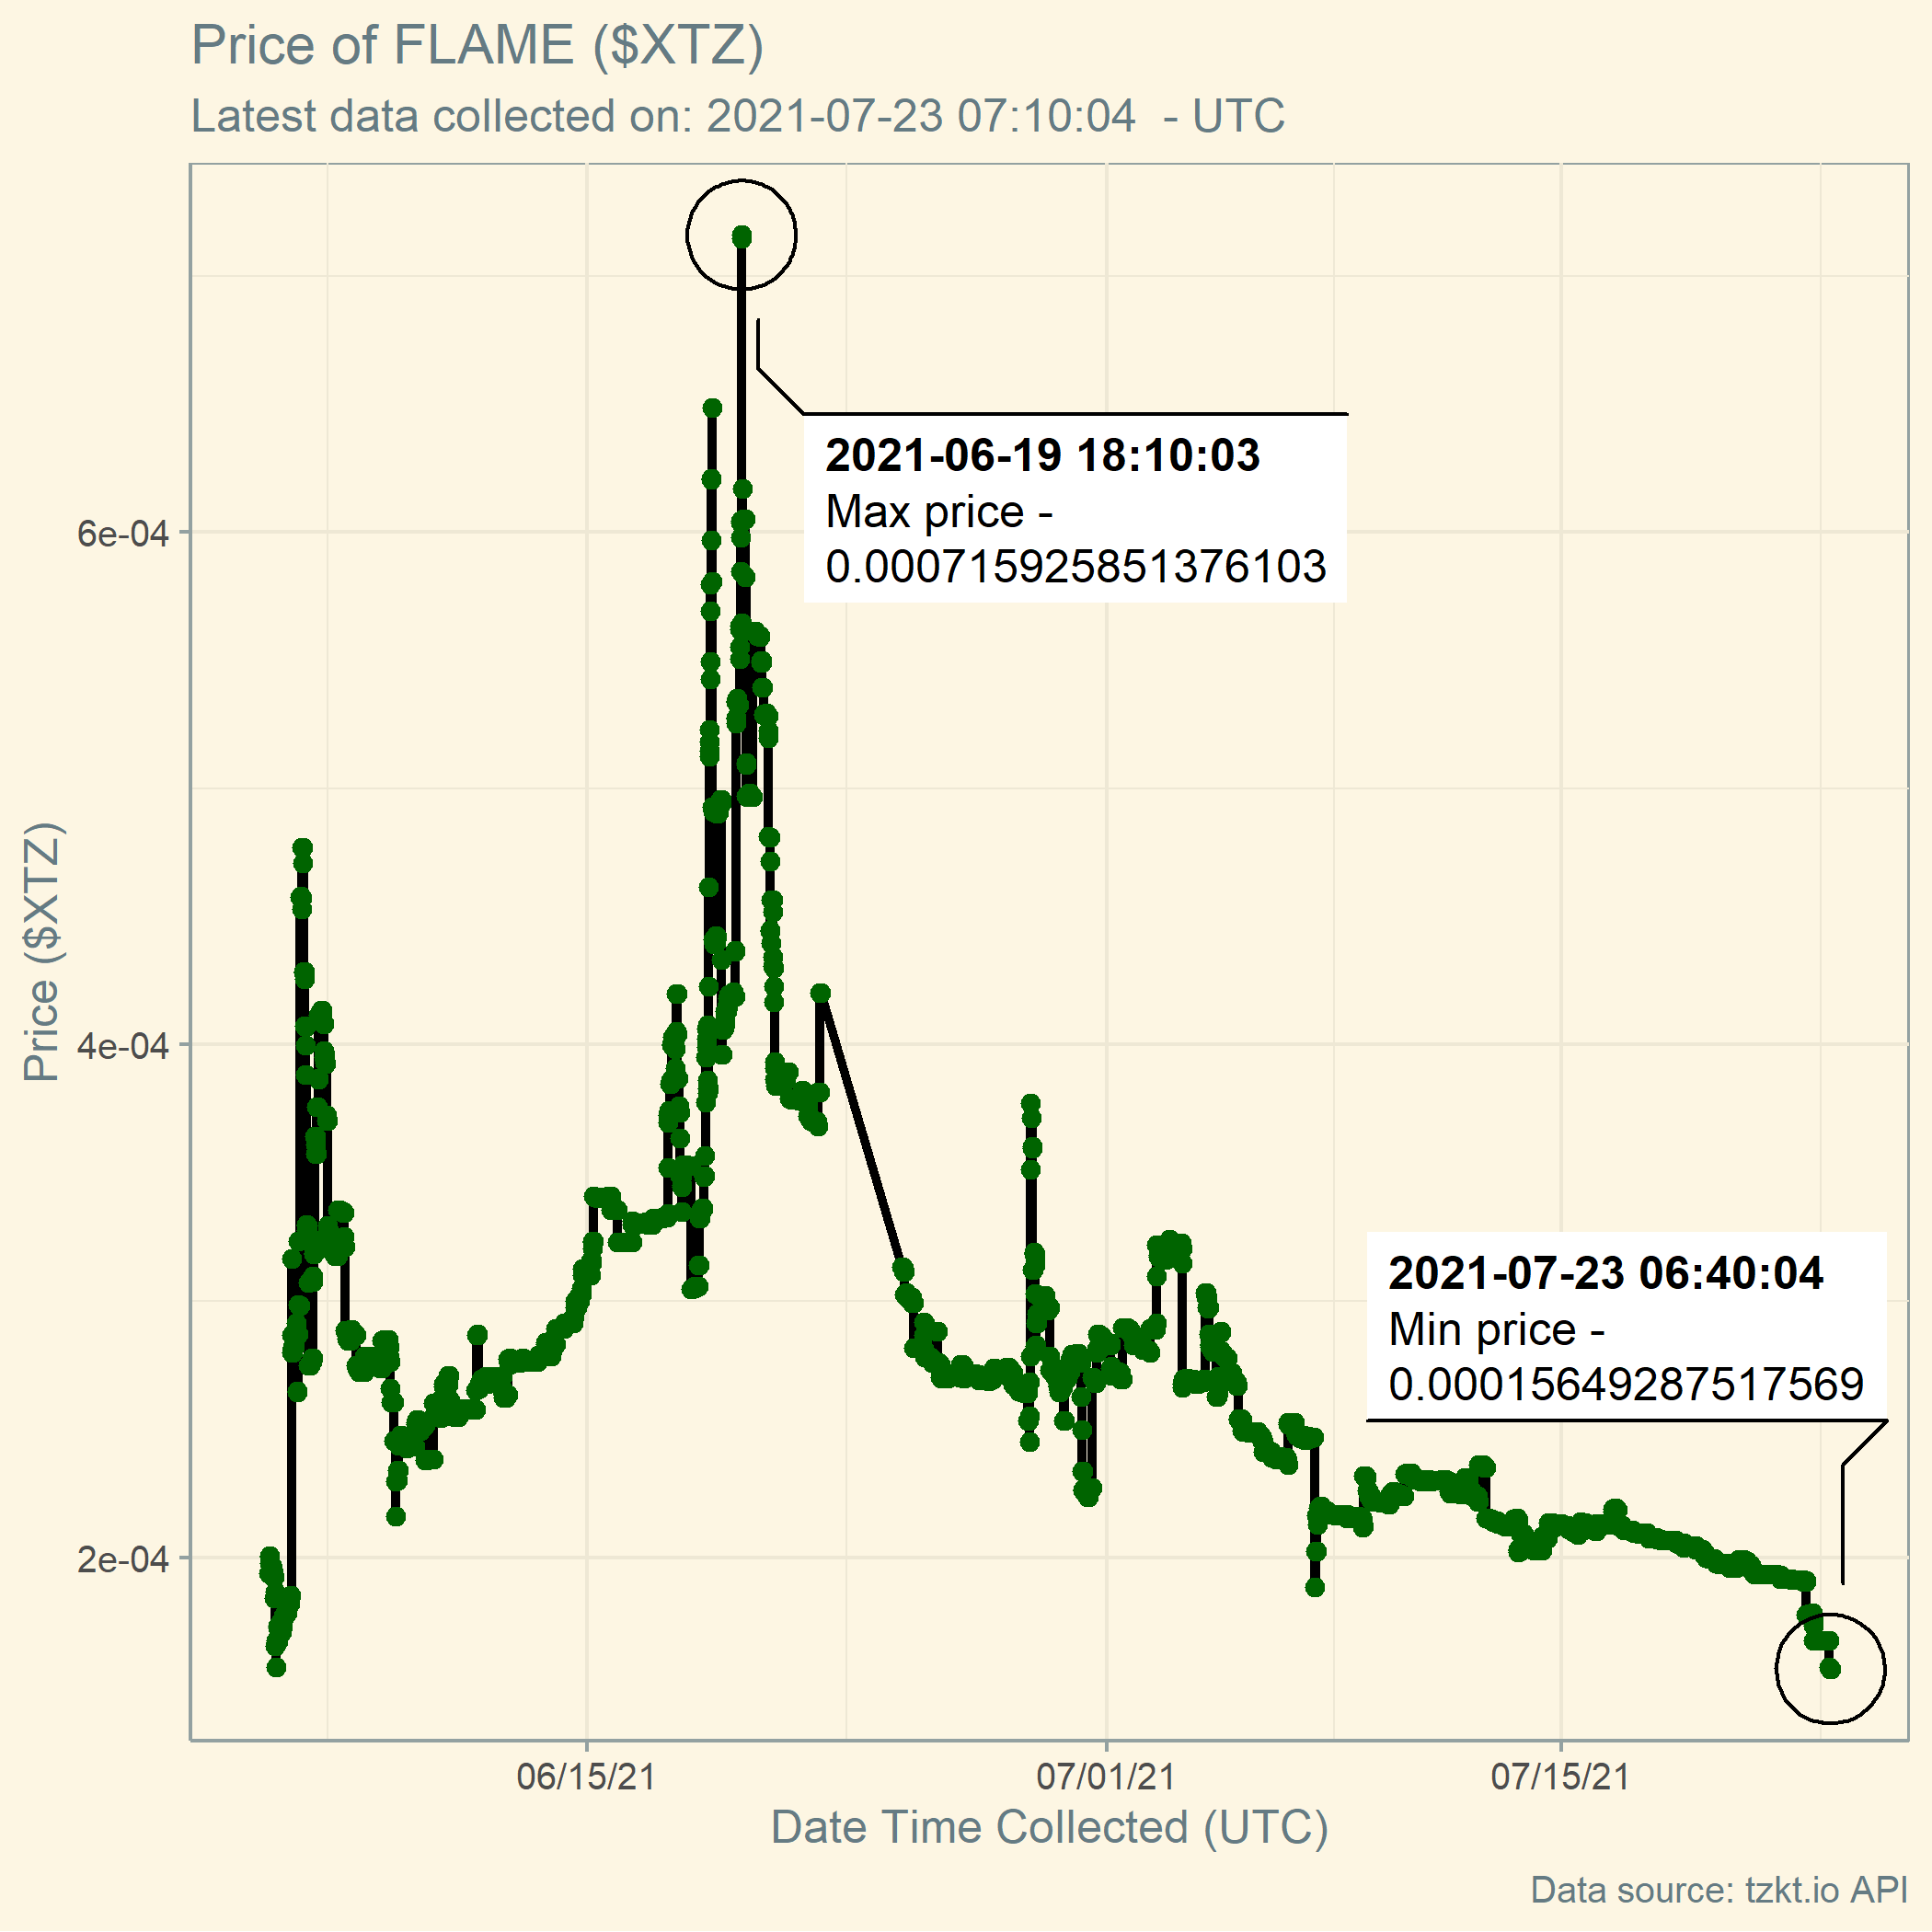 Price of FLAME ($XTZ)
Latest data collected on: 2021-07-23 07:10:04  - UTC
2021-06-19 18:10:03
Max price -
0.000715925851376103
6e-04
4e-04
2e-04
Price ($XTZ)
2021-07-23 06:40:04
Min price -
0.00015649287517569
06/15/21
07/01/21
07/15/21
Date Time Collected (UTC)
Data source: tzkt.io API